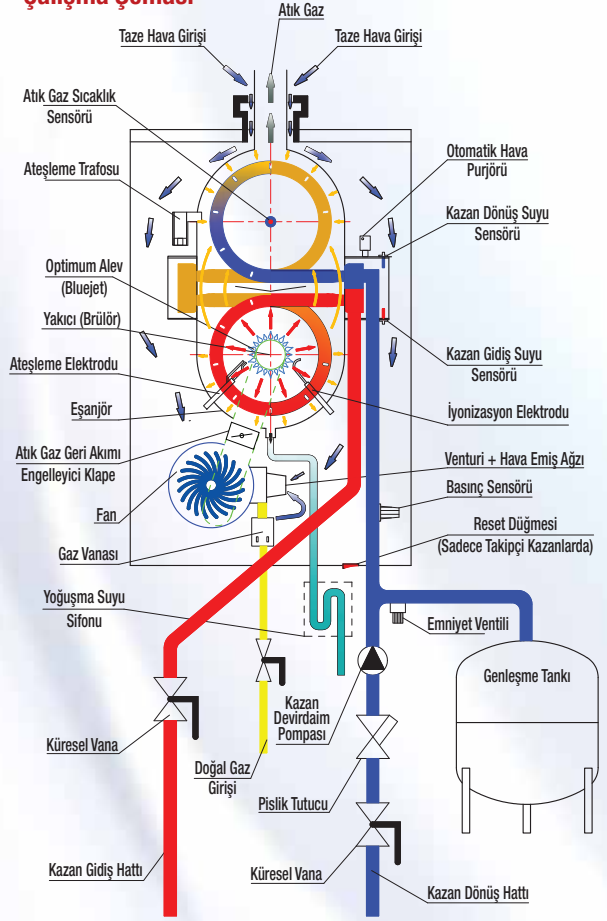 Çalışma Şeması
Atık Gaz
Taze Hava Girişi
Taze Hava Girişi
Atık Gaz Sıcaklık
Sensörü
Ateşleme Trafosu
Otomatik Hava
Purjörü
Kazan Dönüş Suyu
Sensörü
Optimum Alev
(Bluejet)
Yakıcı (Brülör)
Ateşleme Elektrodu
Eşanjör
Kazan Gidiş Suyu
Sensörü
İyonizasyon Elektrodu
Atık Gaz Geri Akımı
Engelleyici Klape
Venturi + Hava Emiş Ağzı
Basınç Sensörü
Fan
Gaz Vanası
Reset Düğmesi
(Sadece Takipçi Kazanlarda)
Yoğuşma Suyu
Sifonu
Emniyet Ventili
Genleşme Tankı
Kazan
Devirdaim
Pompası
Küresel Vana
Doğal Gaz
Girişi
Pislik Tutucu
Kazan Gidiş Hattı
Küresel Vana
Kazan Dönüş Hattı